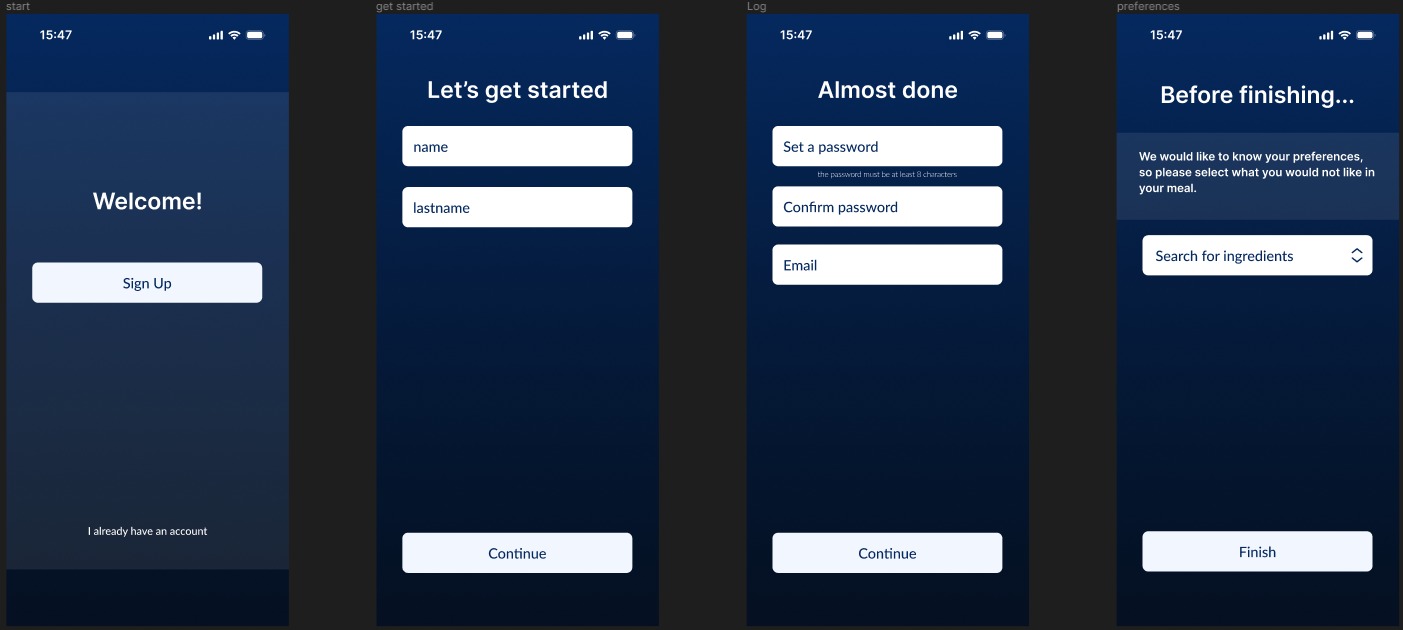 start
15:47
Welcome!
Sign Up
I already have an account
get started
15:47
Let's get started
name
lastname
Continue
Log
15:47
Almost done
Set a password
the password must be at least 8 characters
Confirm password
Email
Continue
preferences
15:47
Before finishing...
We would like to know your preferences,
so please select what you would not like in
your meal.
Search for ingredients
Finish